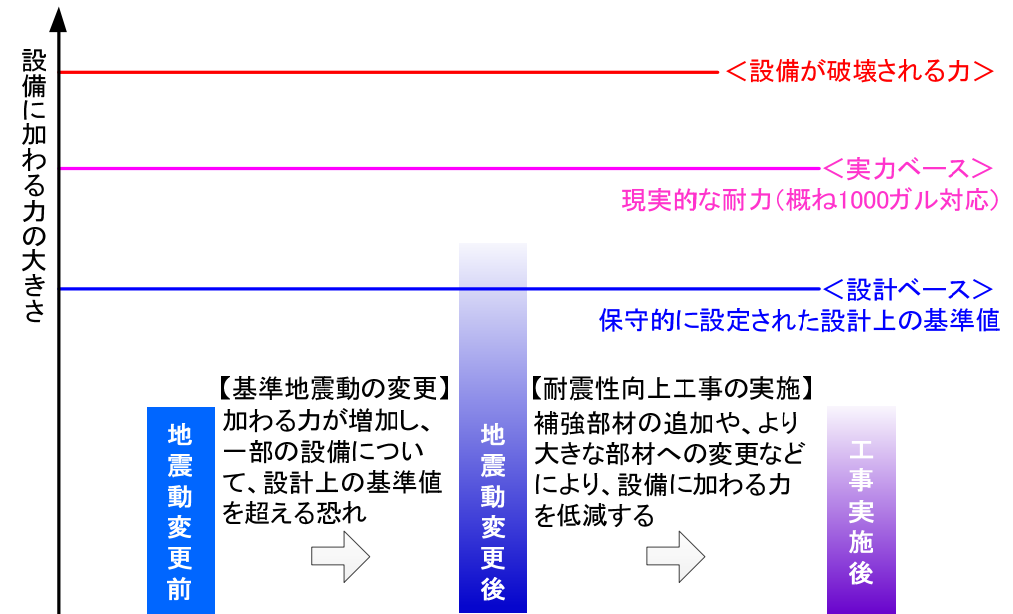 設備に加わる力の大きさ
＜設備が破壊される力＞
＜実力ベース＞
現実的な耐力（概ね1000ガル対応）
＜設計ベース＞
保守的に設定された設計上の基準値
地震動変更前
【基準地震動の変更】
加わる力が増加し、
一部の設備につい
て、設計上の基準値
を超える恐れ
地震動変更後
【耐震性向上工事の実施】
補強部材の追加や、より
大きな部材への変更など
により、設備に加わる力
を低減する
工事実施後